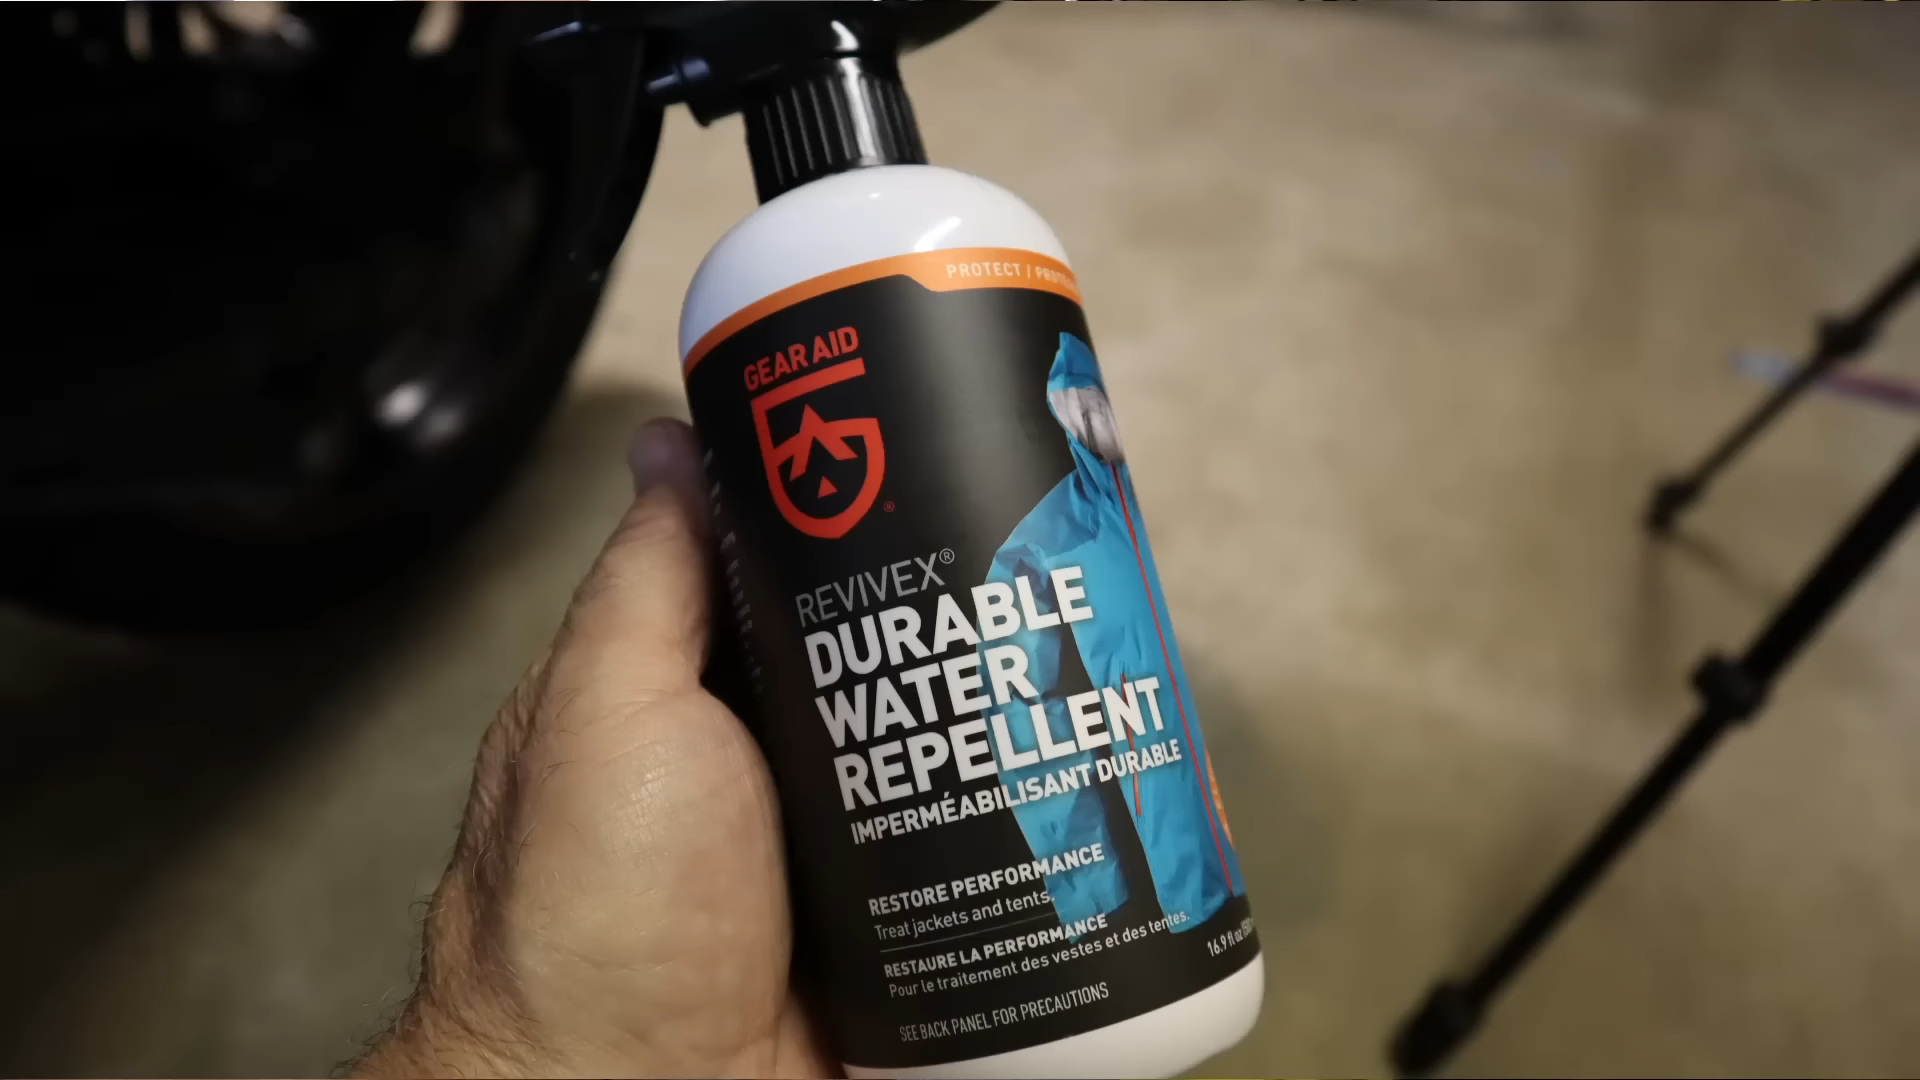 PROTECT /
GEAR AID
®
REVIVEX®
DURABLE
WATER
REPELLENT
IMPERMÉABILISANT DURABLE
RESTORE PERFORMANCE
Treat jackets and tents.
RESTAURE LA PERFORMANCE
Pour le traitement des vestes et des tentes.
16.9 fl oz
SEE BACK PANEL FOR PRECAUTIONS